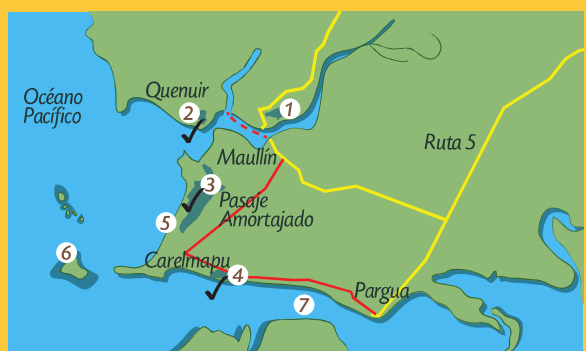 Quenuir
Océano
Pacífico
2
1
Ruta 5
Maullín
3
Pasaje
Amortajado
5
6
Carelmapu
4
7
Pargua